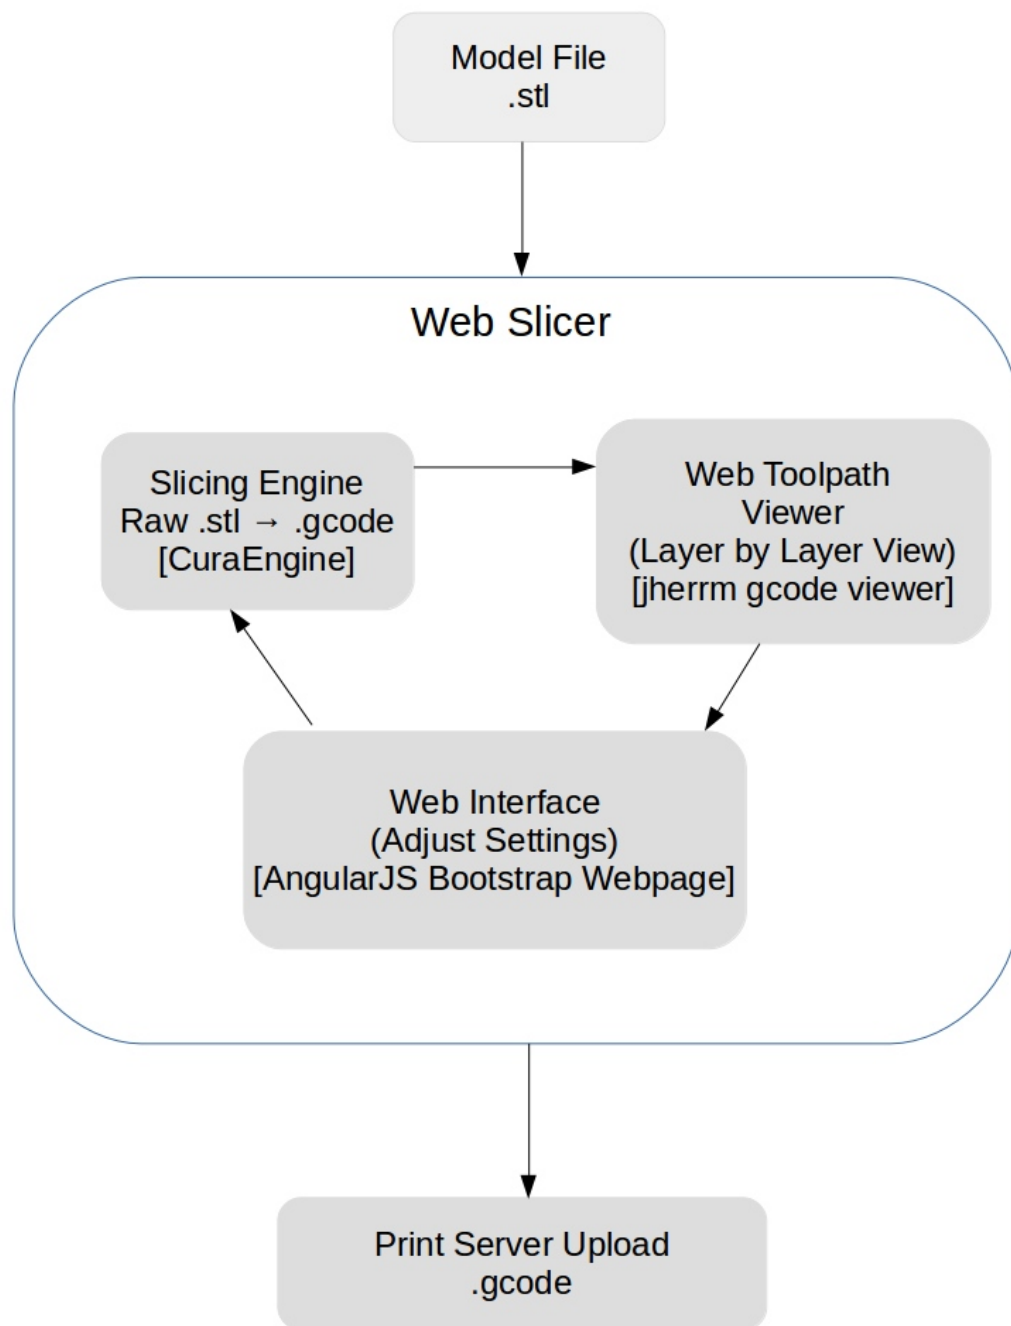 Model File
.stl
Web Slicer
Slicing Engine
Raw .stl → .gcode
[CuraEngine]
Web Toolpath
Viewer
(Layer by Layer View)
[jherrm gcode viewer]
Web Interface
(Adjust Settings)
[AngularJS Bootstrap Webpage]
Print Server Upload
.gcode